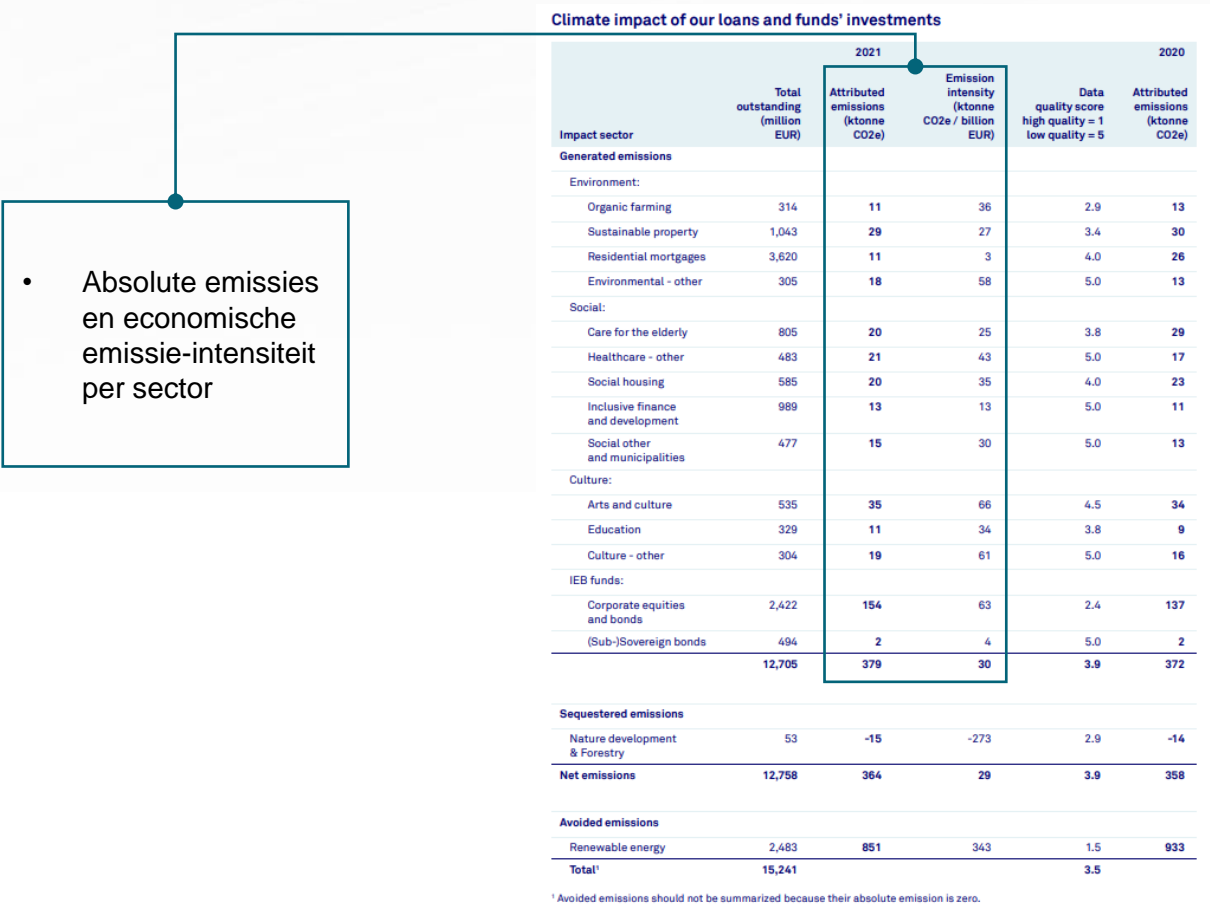 Climate impact of our loans and funds’ investments
2021 2020
Impact sector Total outstanding (million EUR) Attributed emissions (ktonne CO2e) Emission intensity (ktonne CO2e / billion EUR) Data quality score high quality = 1 low quality = 5 Attributed emissions (ktonne CO2e)
Generated emissions
Environment:
Organic farming 314 11 36 2.9 13
Sustainable property 1,043 29 27 3.4 30
Residential mortgages 3,620 11 3 4.0 26
Environmental - other 305 18 58 5.0 13
Social:
Care for the elderly 805 20 25 3.8 29
Healthcare - other 483 21 43 5.0 17
Social housing 585 20 35 4.0 23
Inclusive finance 989 13 13 5.0 11
and development
Social other 477 15 30 5.0 13
and municipalities
Culture:
Arts and culture 535 35 66 4.5 34
Education 329 11 34 3.8 9
Culture - other 304 19 61 5.0 16
IEB funds:
Corporate equities 2,422 154 63 2.4 137
and bonds
(Sub-)Sovereign bonds 494 2 4 5.0 2
12,705 379 30 3.9 372
Sequestered emissions
Nature development 53 -15 -273 2.9 -14
& Forestry
Net emissions 12,758 364 29 3.9 358
Avoided emissions
Renewable energy 2,483 851 343 1.5 933
Total¹ 15,241 3.5
¹ Avoided emissions should not be summarized because their absolute emission is zero.
• Absolute emissies
en economische
emissie-intensiteit
per sector